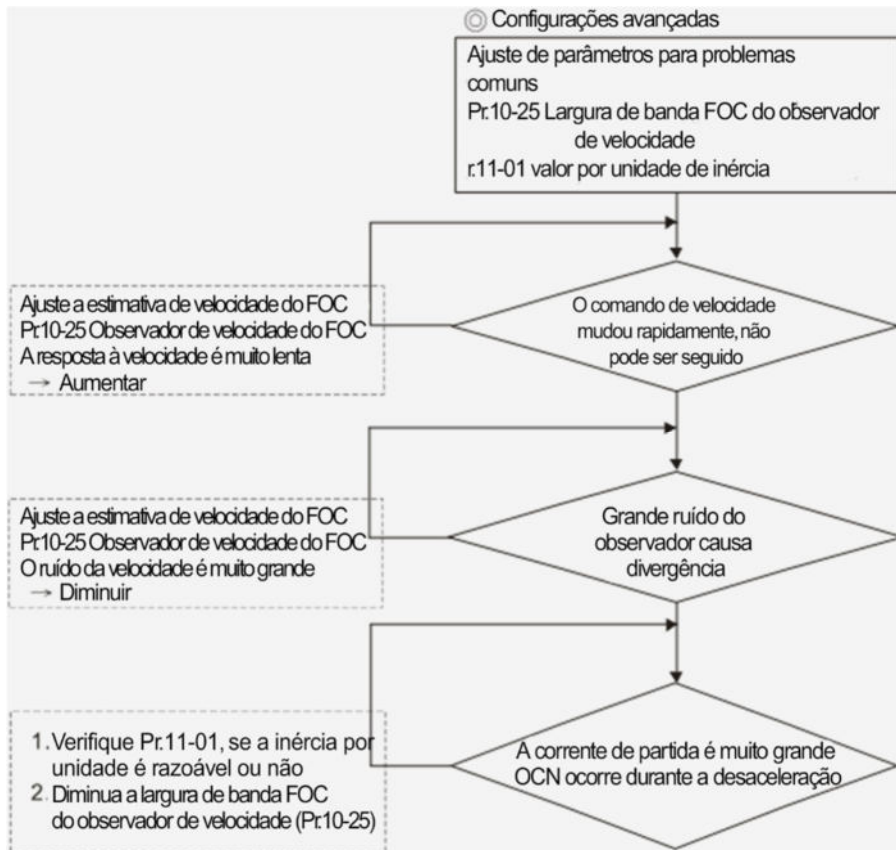 Configurações avançadas
Ajuste de parâmetros para problemas
comuns
Pr.10-25 Largura de banda FOC do observador
de velocidade
r.11-01 valor por unidade de inércia
Ajuste a estimativa de velocidade do FOC
Pr.10-25 Observador de velocidade do FOC
A resposta à velocidade é muito lenta
→ Aumentar
O comando de velocidade
mudou rapidamente, não
pode ser seguido
Ajuste a estimativa de velocidade do FOC
Pr.10-25 Observador de velocidade do FOC
O ruído da velocidade é muito grande
→ Diminuir
Grande ruído do
observador causa
divergência
1. Verifique Pr.11-01, se a inércia por
unidade é razoável ou não
2. Diminua a largura de banda FOC
do observador de velocidade (Pr.10-25)
A corrente de partida é muito grande
OCN ocorre durante a desaceleração